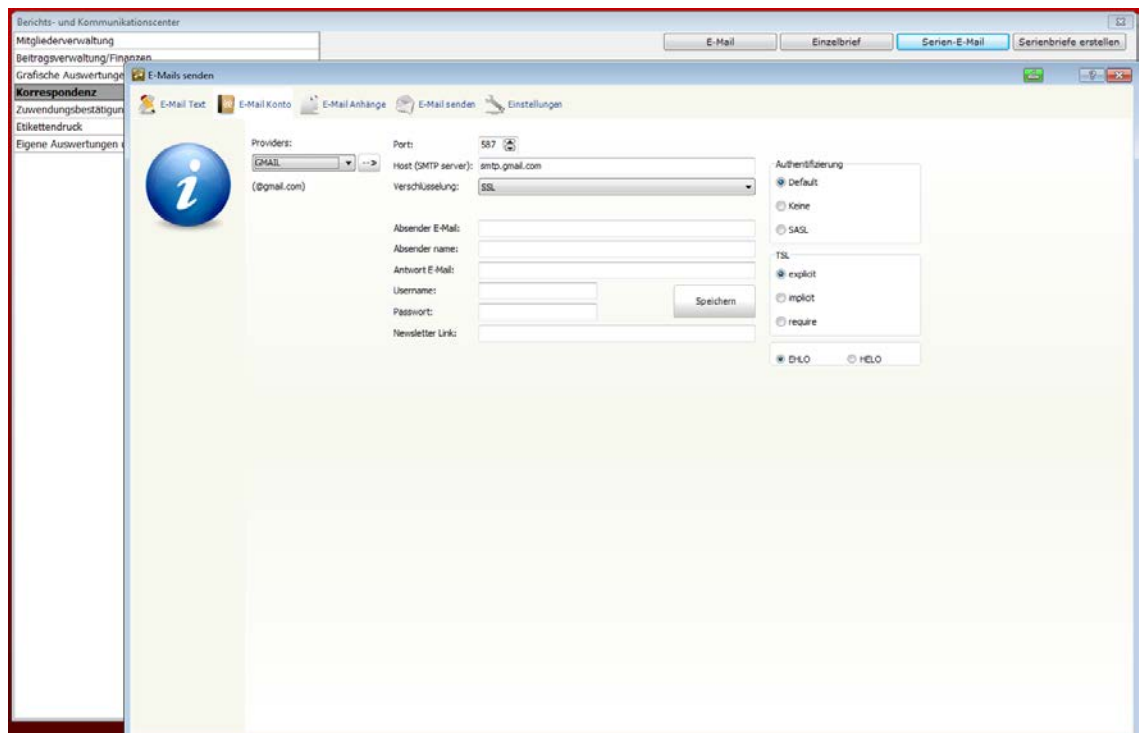 Berichts- und Kommunikationscenter
Mitgliederverwaltung
E-Mail
Einzelbrief
Serien-E-Mail
Serienbriefe erstellen
Beitragsverwaltung/Finanzen
Grafische Auswertunge
E-Mails senden
Korrespondenz
E-Mail Text
E-Mail Konto
E-Mail Anhänge
E-Mail senden
Einstellungen
Zuwendungsbestätigun
Etikettendruck
Eigene Auswertungen
Providers:
Port:
587
GMAIL
-->
Host (SMTP server):
smtp.gmail.com
(@gmail.com)
Verschlüsselung:
SSL
Absender E-Mail:
Absender name:
Antwort E-Mail:
Username:
Passwort:
Newsletter Link:
Speichern
Authentifizierung
Default
Keine
SASL
TSL
explicit
implicit
require
EHLO
HELO